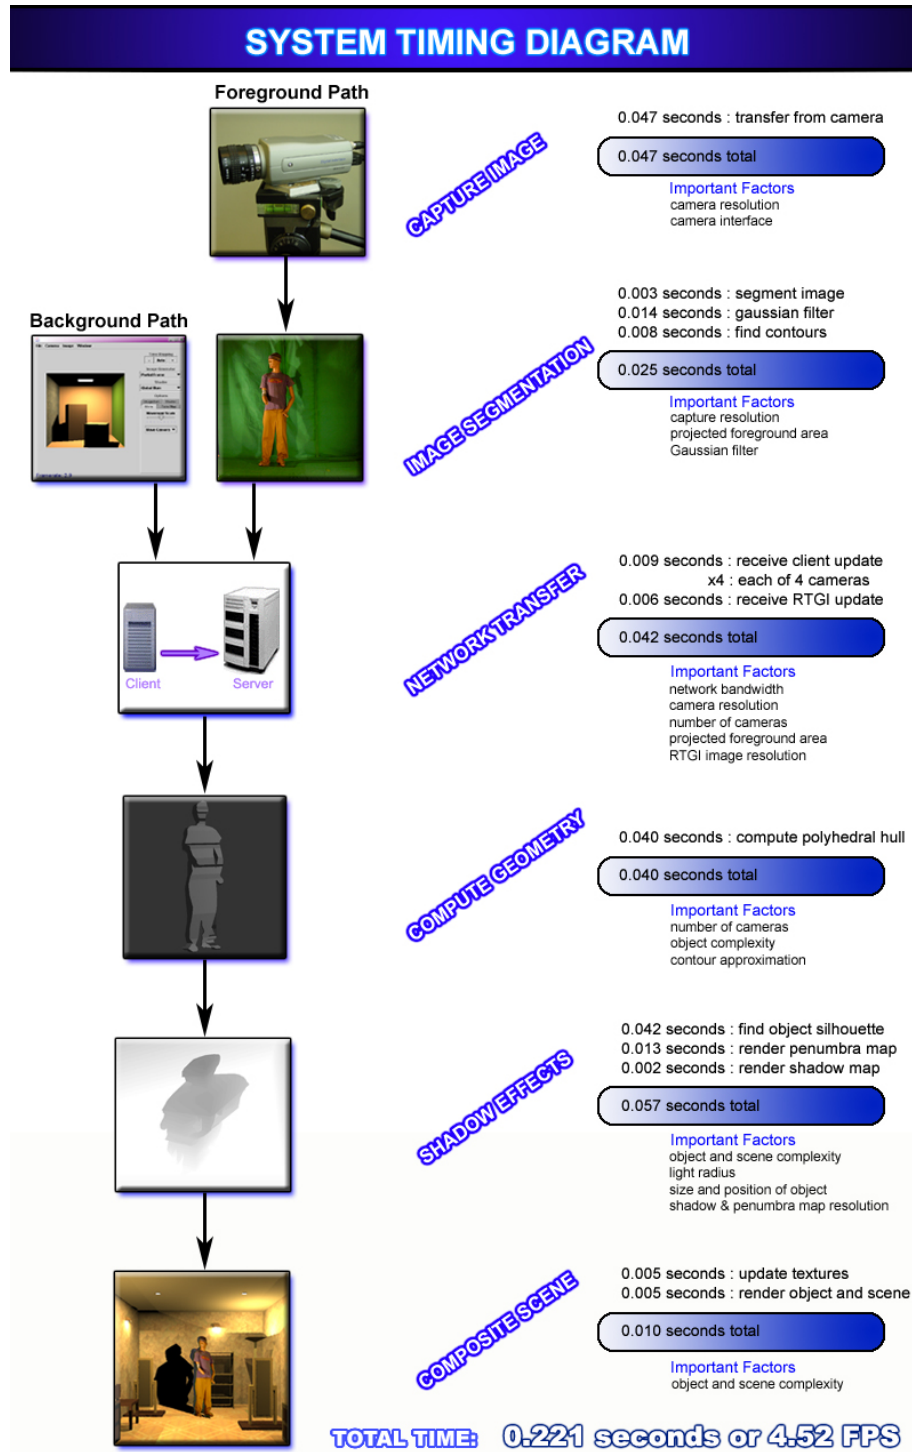 SYSTEM TIMING DIAGRAM
Foreground Path
CAPTURE IMAGE
0.047 seconds : transfer from camera
0.047 seconds total
Important Factors
camera resolution
camera interface
Background Path
IMAGE SEGMENTATION
0.003 seconds : segment image
0.014 seconds : gaussian filter
0.008 seconds : find contours
0.025 seconds total
Important Factors
capture resolution
projected foreground area
Gaussian filter
Client
Server
NETWORK TRANSFER
0.009 seconds : receive client update
x4 : each of 4 cameras
0.006 seconds : receive RTGI update
0.042 seconds total
Important Factors
network bandwidth
camera resolution
number of cameras
projected foreground area
RTGI image resolution
COMPUTE GEOMETRY
0.040 seconds : compute polyhedral hull
0.040 seconds total
Important Factors
number of cameras
object complexity
contour approximation
SHADOW EFFECTS
0.042 seconds : find object silhouette
0.013 seconds : render penumbra map
0.002 seconds : render shadow map
0.057 seconds total
Important Factors
object and scene complexity
light radius
size and position of object
shadow & penumbra map resolution
COMPOSITE SCENE
0.005 seconds : update textures
0.005 seconds : render object and scene
0.010 seconds total
Important Factors
object and scene complexity
TOTAL TIME: 0.221 seconds or 4.52 FPS